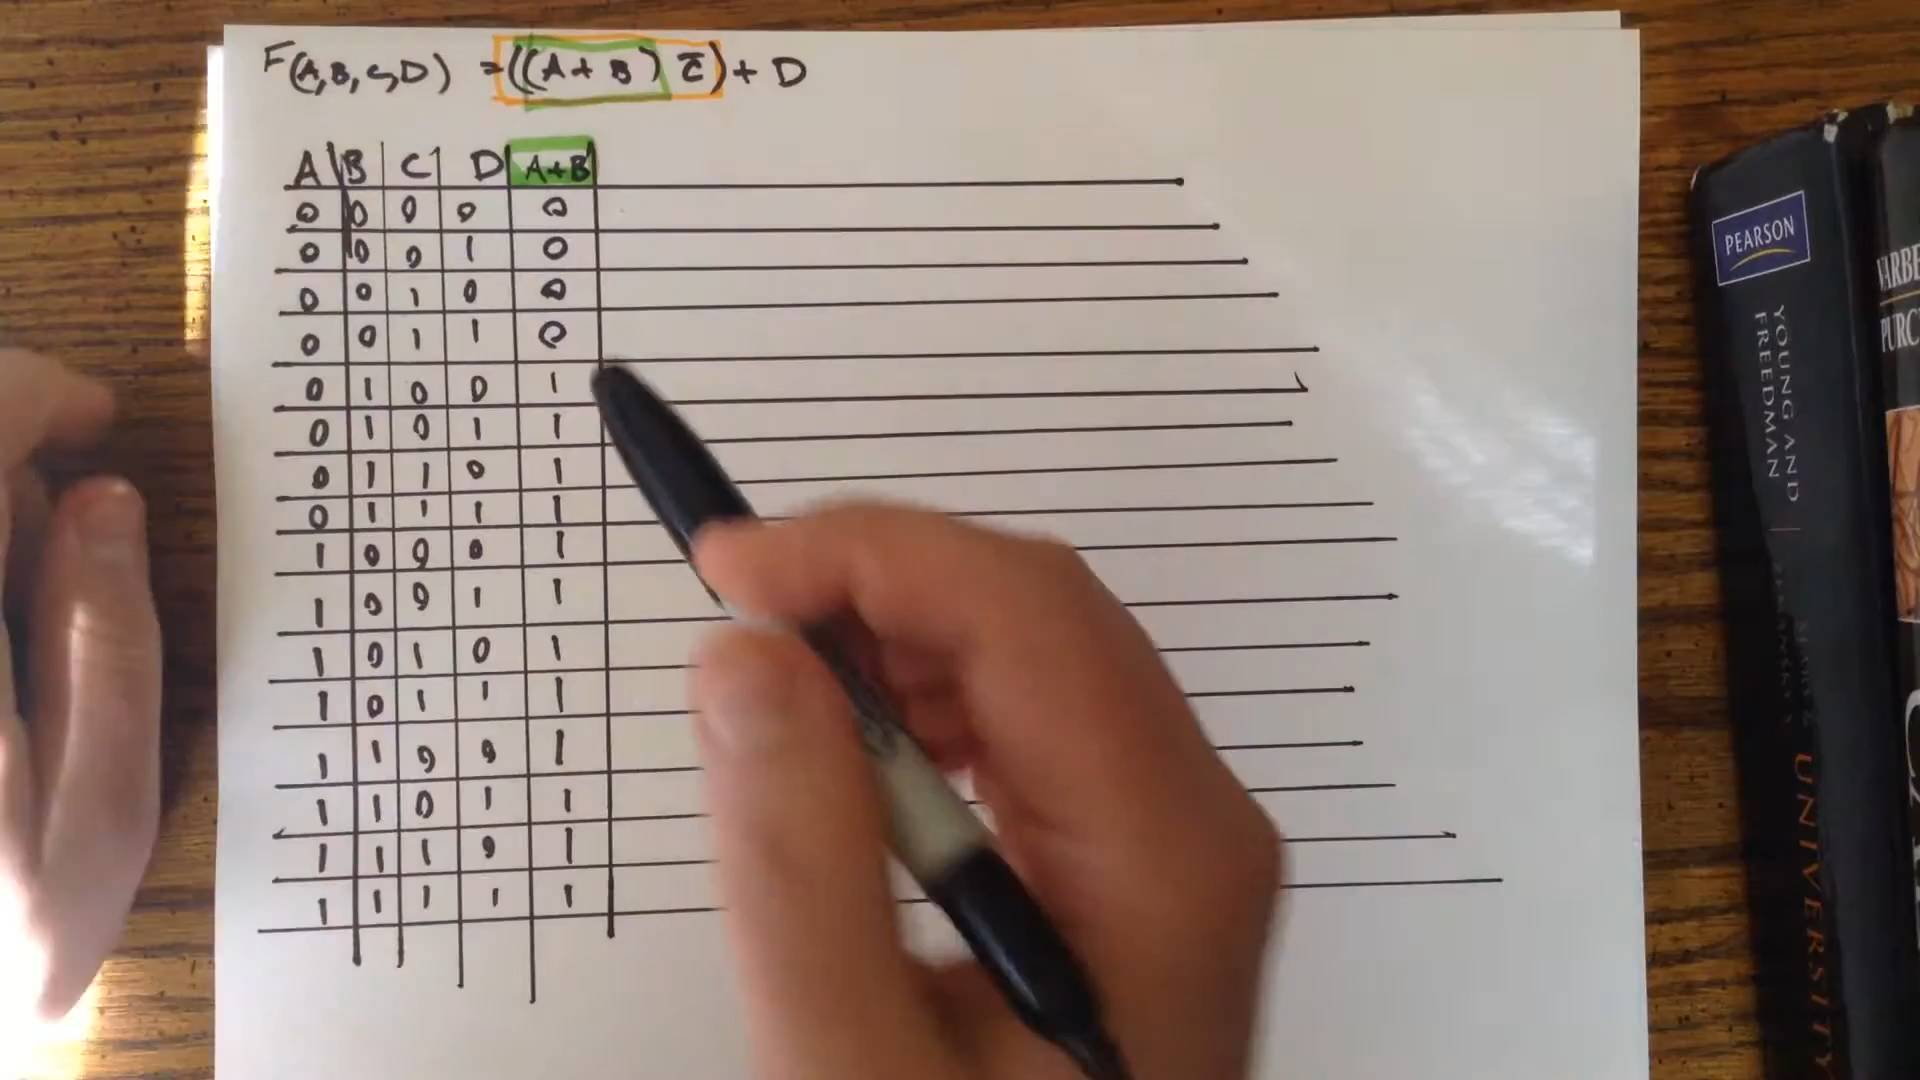 F(A,B,C,D) = ((A+B) C̅) + D
A B C D A+B
0 0 0 0 0
0 0 0 1 0
0 0 1 0 0
0 0 1 1 0
0 1 0 0 1
0 1 0 1 1
0 1 1 0 1
0 1 1 1 1
1 0 0 0 1
1 0 0 1 1
1 0 1 0 1
1 0 1 1 1
1 1 0 0 1
1 1 0 1 1
1 1 1 0 1
1 1 1 1 1
PEARSON
YOUNG AND
FREEDMAN
UNIVERSITY